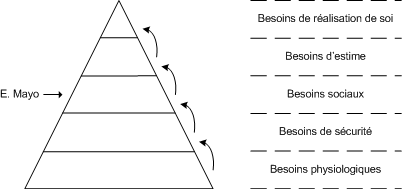 Besoins de réalisation de soi
Besoins d'estime
E. Mayo
Besoins sociaux
Besoins de sécurité
Besoins physiologiques